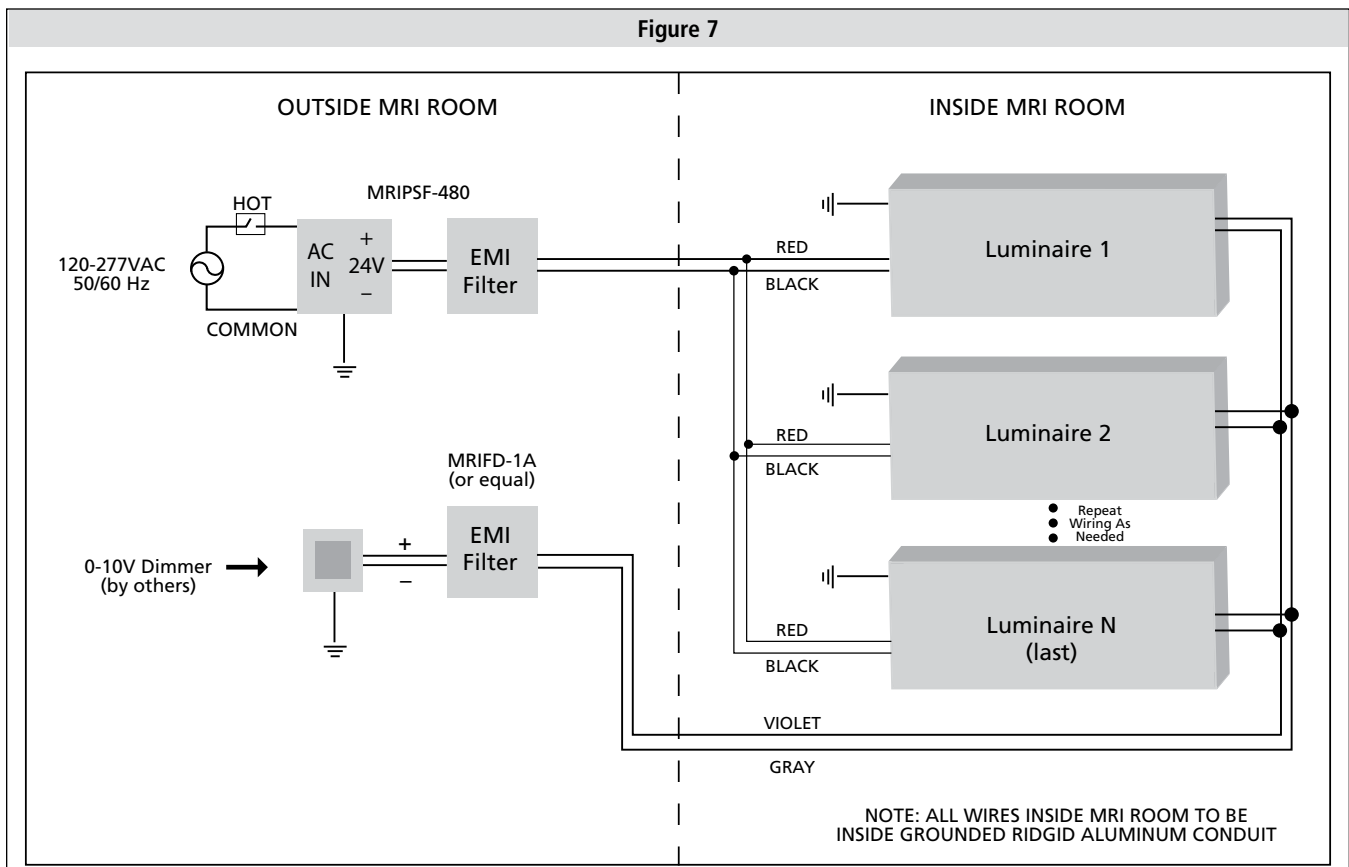 Figure 7
OUTSIDE MRI ROOM
INSIDE MRI ROOM
MRIPSF-480
HOT
120-277VAC
50/60 Hz
COMMON
AC
IN
+
24V
–
EMI
Filter
RED
BLACK
Luminaire 1
RED
BLACK
Luminaire 2
Repeat
Wiring As
Needed
MRIFD-1A
(or equal)
0-10V Dimmer
(by others)
+
–
EMI
Filter
RED
BLACK
Luminaire N
(last)
VIOLET
GRAY
NOTE: ALL WIRES INSIDE MRI ROOM TO BE
INSIDE GROUNDED RIDGID ALUMINUM CONDUIT